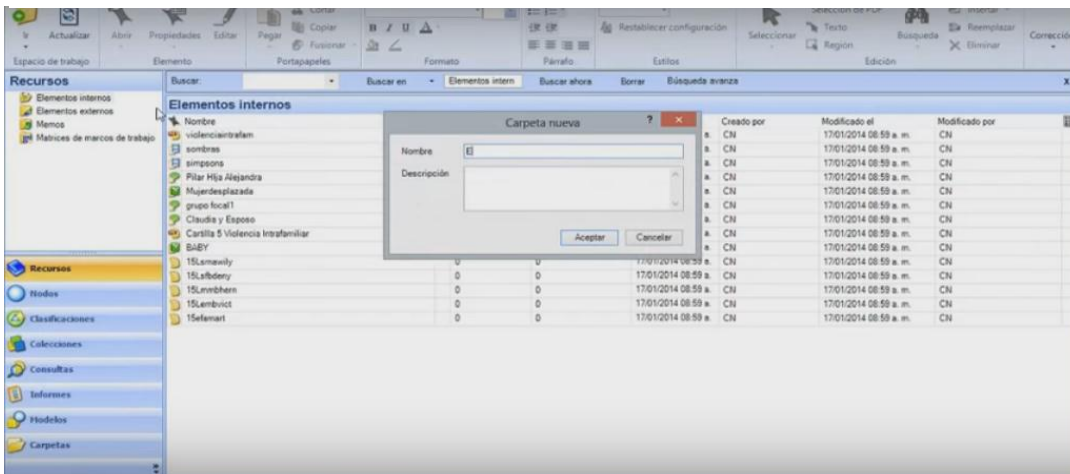 Cortar
Actualizar Abrir Propiedades Editar Pegar Copiar Fusionar
N I U A
Restablecer configuración
Seleccionar Texto Region Búsqueda Reemplazar Eliminar
Espacio de trabajo Elemento Portapapeles Formato Párrafo Estilos Edición
Recursos
Elementos internos
Elementos externos
Memos
Matrices de marcos de trabajo
Recursos
Nodos
Clasificaciones
Colecciones
Consultas
Informes
Modelos
Carpetas
Buscar: Buscar en Elementos intern Buscar ahora Borrar Búsqueda avanza X
Elementos internos
Nombre Creado por Modificado el Modificado por
violenciaintrafam CN 17/01/2014 08:59 a. m. CN
sombras CN 17/01/2014 08:59 a. m. CN
simpsons CN 17/01/2014 08:59 a. m. CN
Pilar Hija Alejandra CN 17/01/2014 08:59 a. m. CN
Mujerdesplazada CN 17/01/2014 08:59 a. m. CN
grupo focal1 CN 17/01/2014 08:59 a. m. CN
Claudia y Esposo CN 17/01/2014 08:59 a. m. CN
Cartilla 5 Violencia Intrafamiliar CN 17/01/2014 08:59 a. m. CN
BABY CN 17/01/2014 08:59 a. m. CN
15Lsmawily 0 0 17/01/2014 08:59 a. CN 17/01/2014 08:59 a. m. CN
15Lsfbdeny 0 0 17/01/2014 08:59 a. CN 17/01/2014 08:59 a. m. CN
15Lmmbhern 0 0 17/01/2014 08:59 a. CN 17/01/2014 08:59 a. m. CN
15Lembvict 0 0 17/01/2014 08:59 a. CN 17/01/2014 08:59 a. m. CN
15efemart 0 0 17/01/2014 08:59 a. CN 17/01/2014 08:59 a. m. CN
Carpeta nueva ? ×
Nombre E
Descripción
Aceptar Cancelar